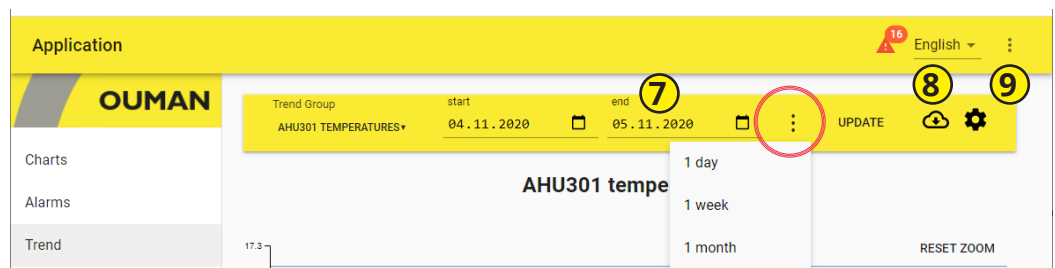 Application
16
English
OUMAN
7
8
9
Trend Group
start
end
AHU301 TEMPERATURES
04.11.2020
05.11.2020
UPDATE
Charts
1 day
AHU301 tempe
Alarms
1 week
Trend
17.3
1 month
RESET ZOOM